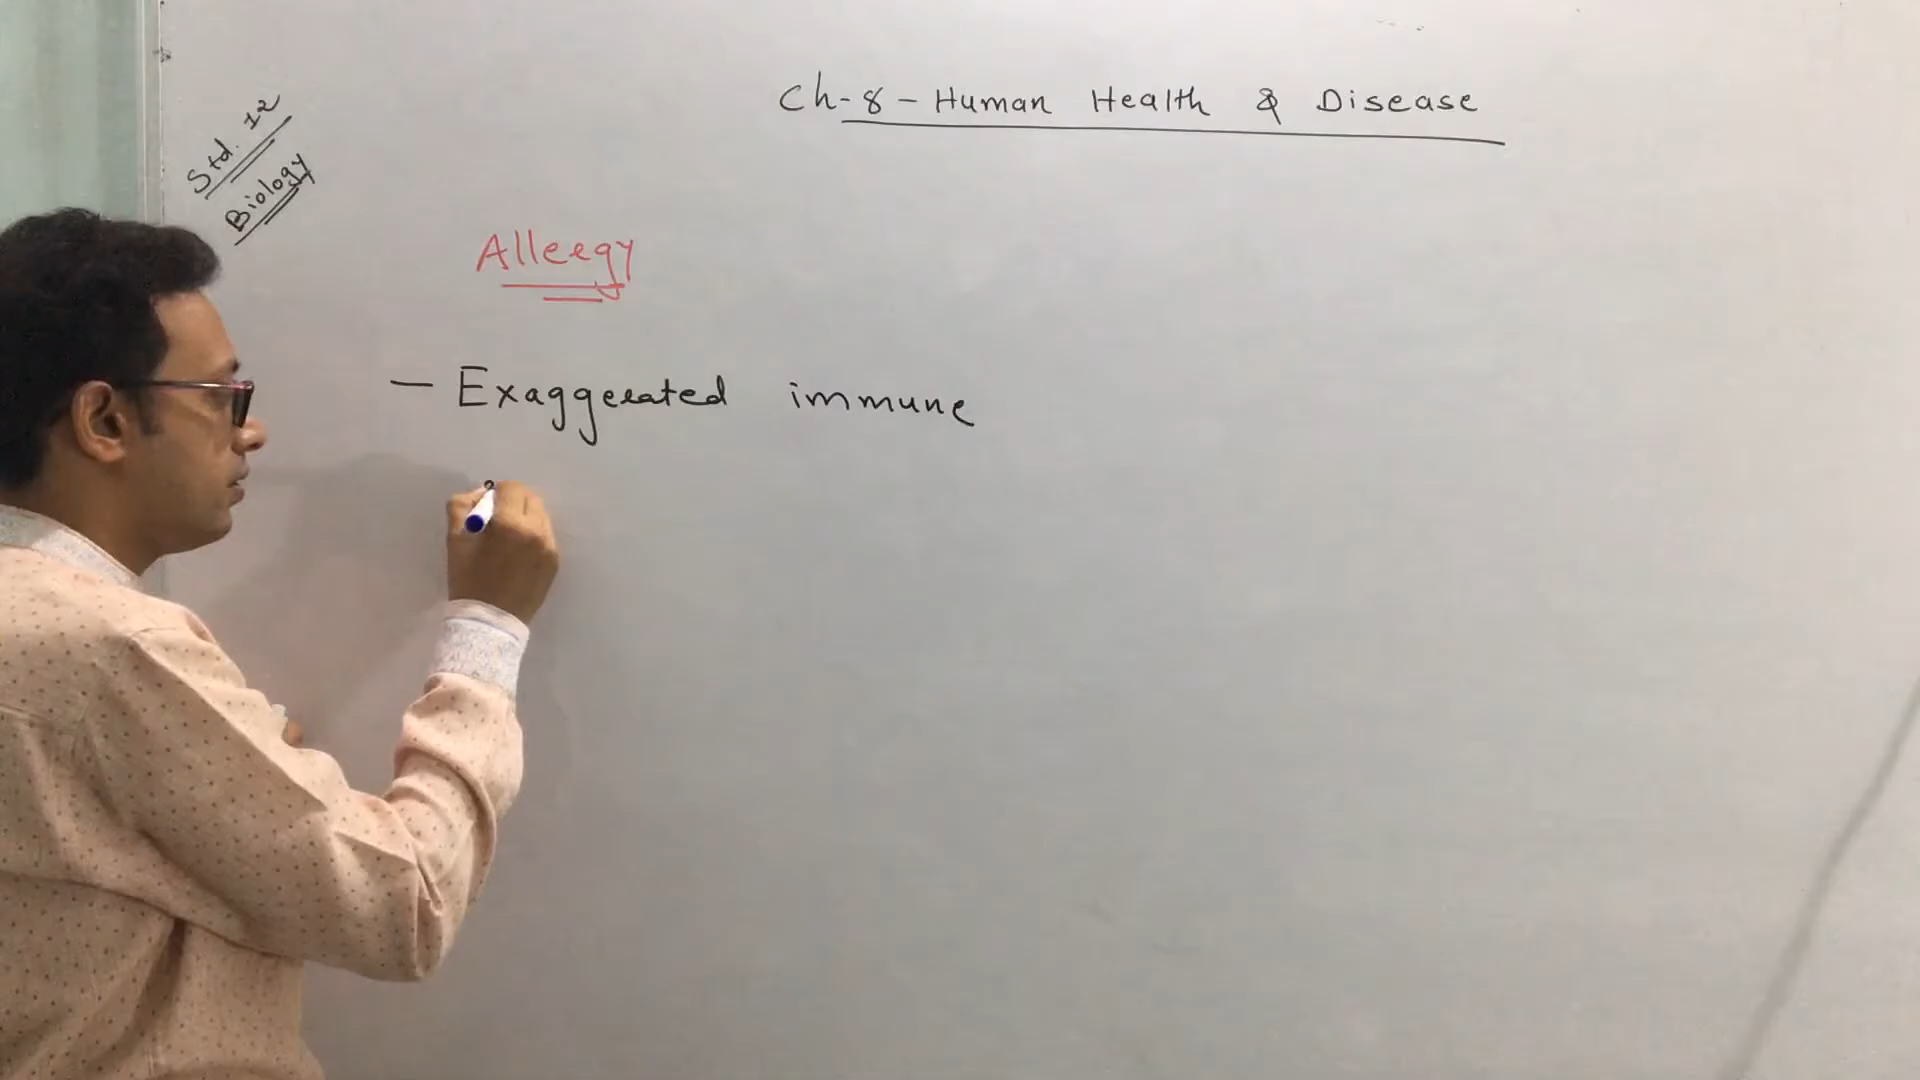 Ch-8 - Human Health & Disease
Std. 12
Biology
Allergy
- Exaggerated immune